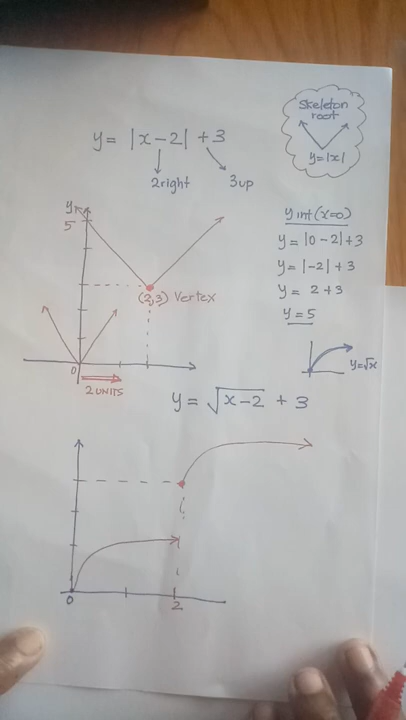 Skeleton
root
y=|x|
y= |x-2| +3
2right
3up
y
5
(2,3) Vertex
0
2 UNITS
y int (x=0)
y= |0-2|+3
y= |-2| +3
y= 2+3
y=5
y=√x
y= √x-2 + 3
0
2